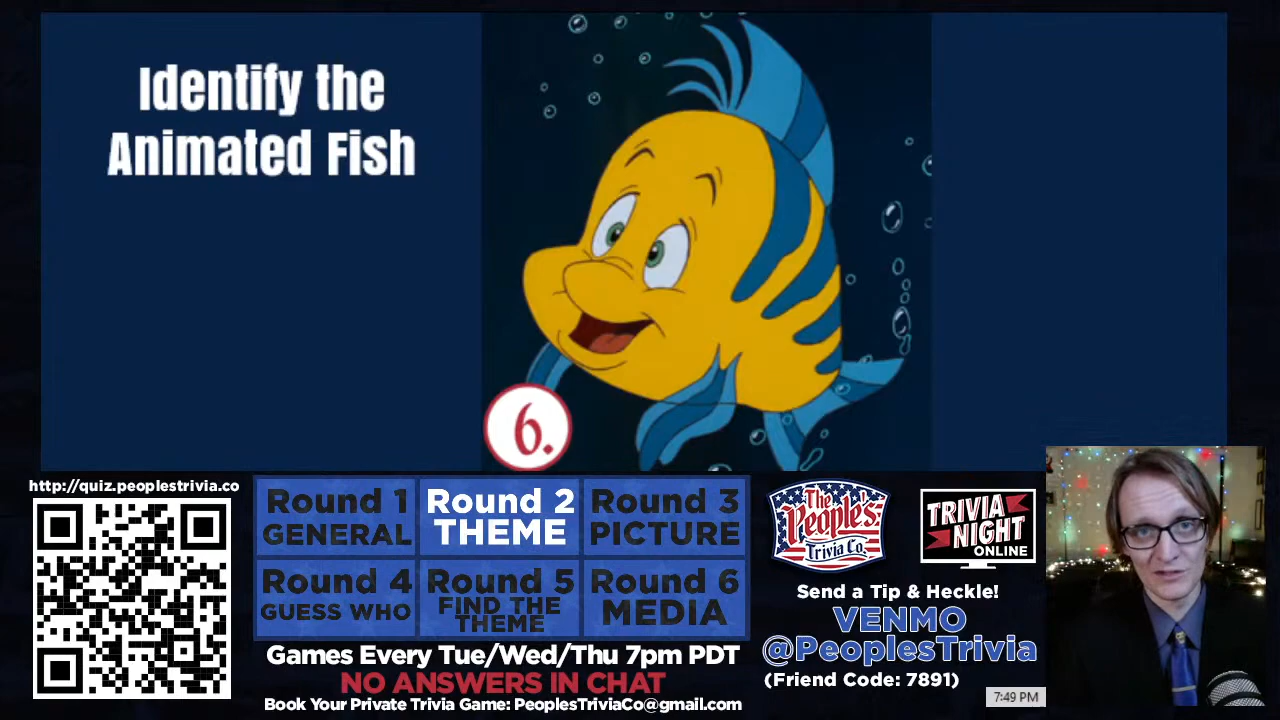 Identify the
Animated Fish
6.
http://quiz.peoplestrivia.co
Round 1
GENERAL
Round 2
THEME
Round 3
PICTURE
Round 4
GUESS WHO
Round 5
FIND THE
THEME
Round 6
MEDIA
Games Every Tue/Wed/Thu 7pm PDT
NO ANSWERS IN CHAT
Book Your Private Trivia Game: PeoplesTriviaCo@gmail.com
The
People's
Trivia Co.
TRIVIA
NIGHT
ONLINE
Send a Tip & Heckle!
VENMO
@PeoplesTrivia
(Friend Code: 7891)
7:49 PM